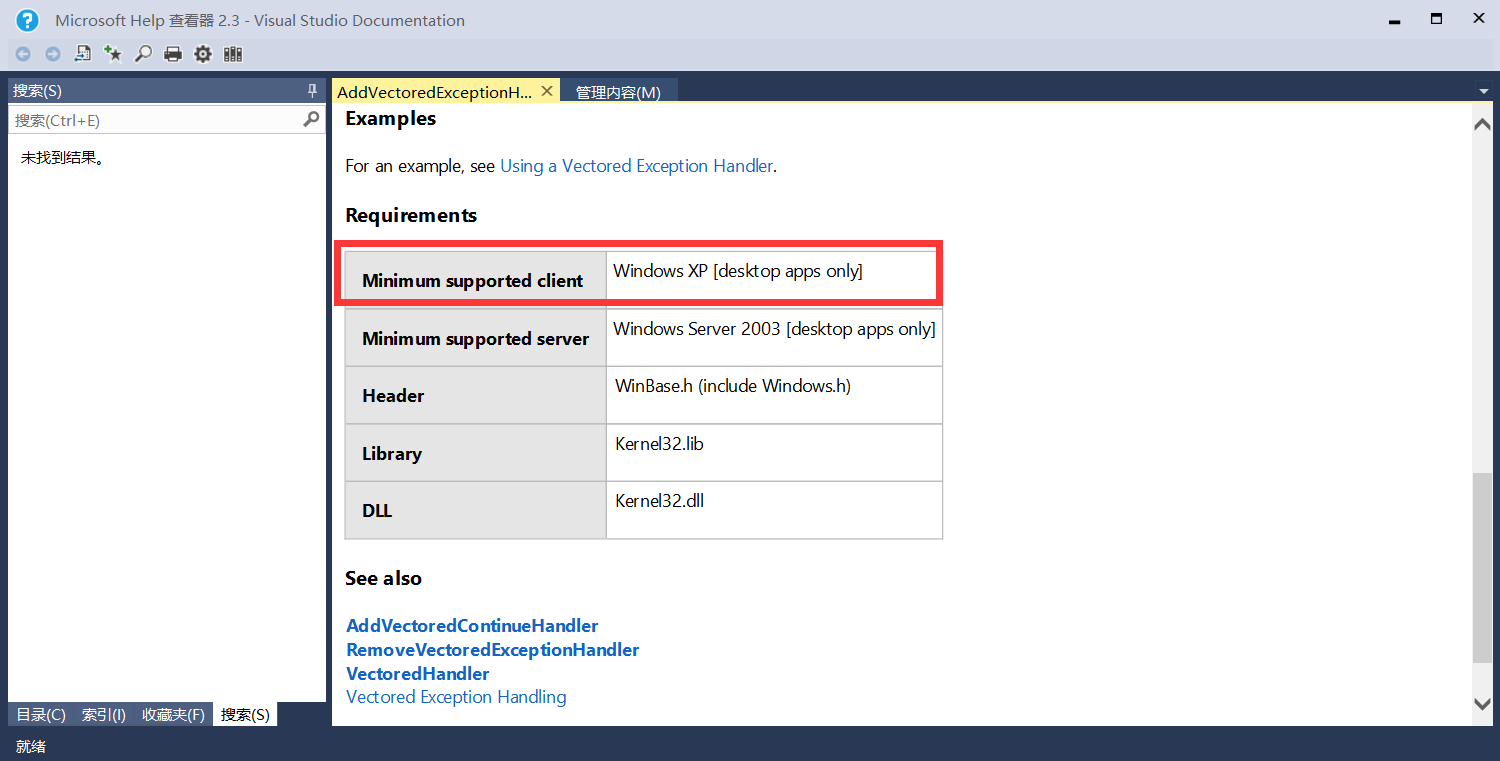 Microsoft Help 查看器 2.3 - Visual Studio Documentation
搜索(S)
搜索(Ctrl+E)
未找到结果。
AddVectoredExceptionH...
管理内容(M)
Examples
For an example, see Using a Vectored Exception Handler.
Requirements
Minimum supported client
Windows XP [desktop apps only]
Minimum supported server
Windows Server 2003 [desktop apps only]
Header
WinBase.h (include Windows.h)
Library
Kernel32.lib
DLL
Kernel32.dll
See also
AddVectoredContinueHandler
RemoveVectoredExceptionHandler
VectoredHandler
Vectored Exception Handling
目录(C) 索引(I) 收藏夹(F) 搜索(S)
就绪